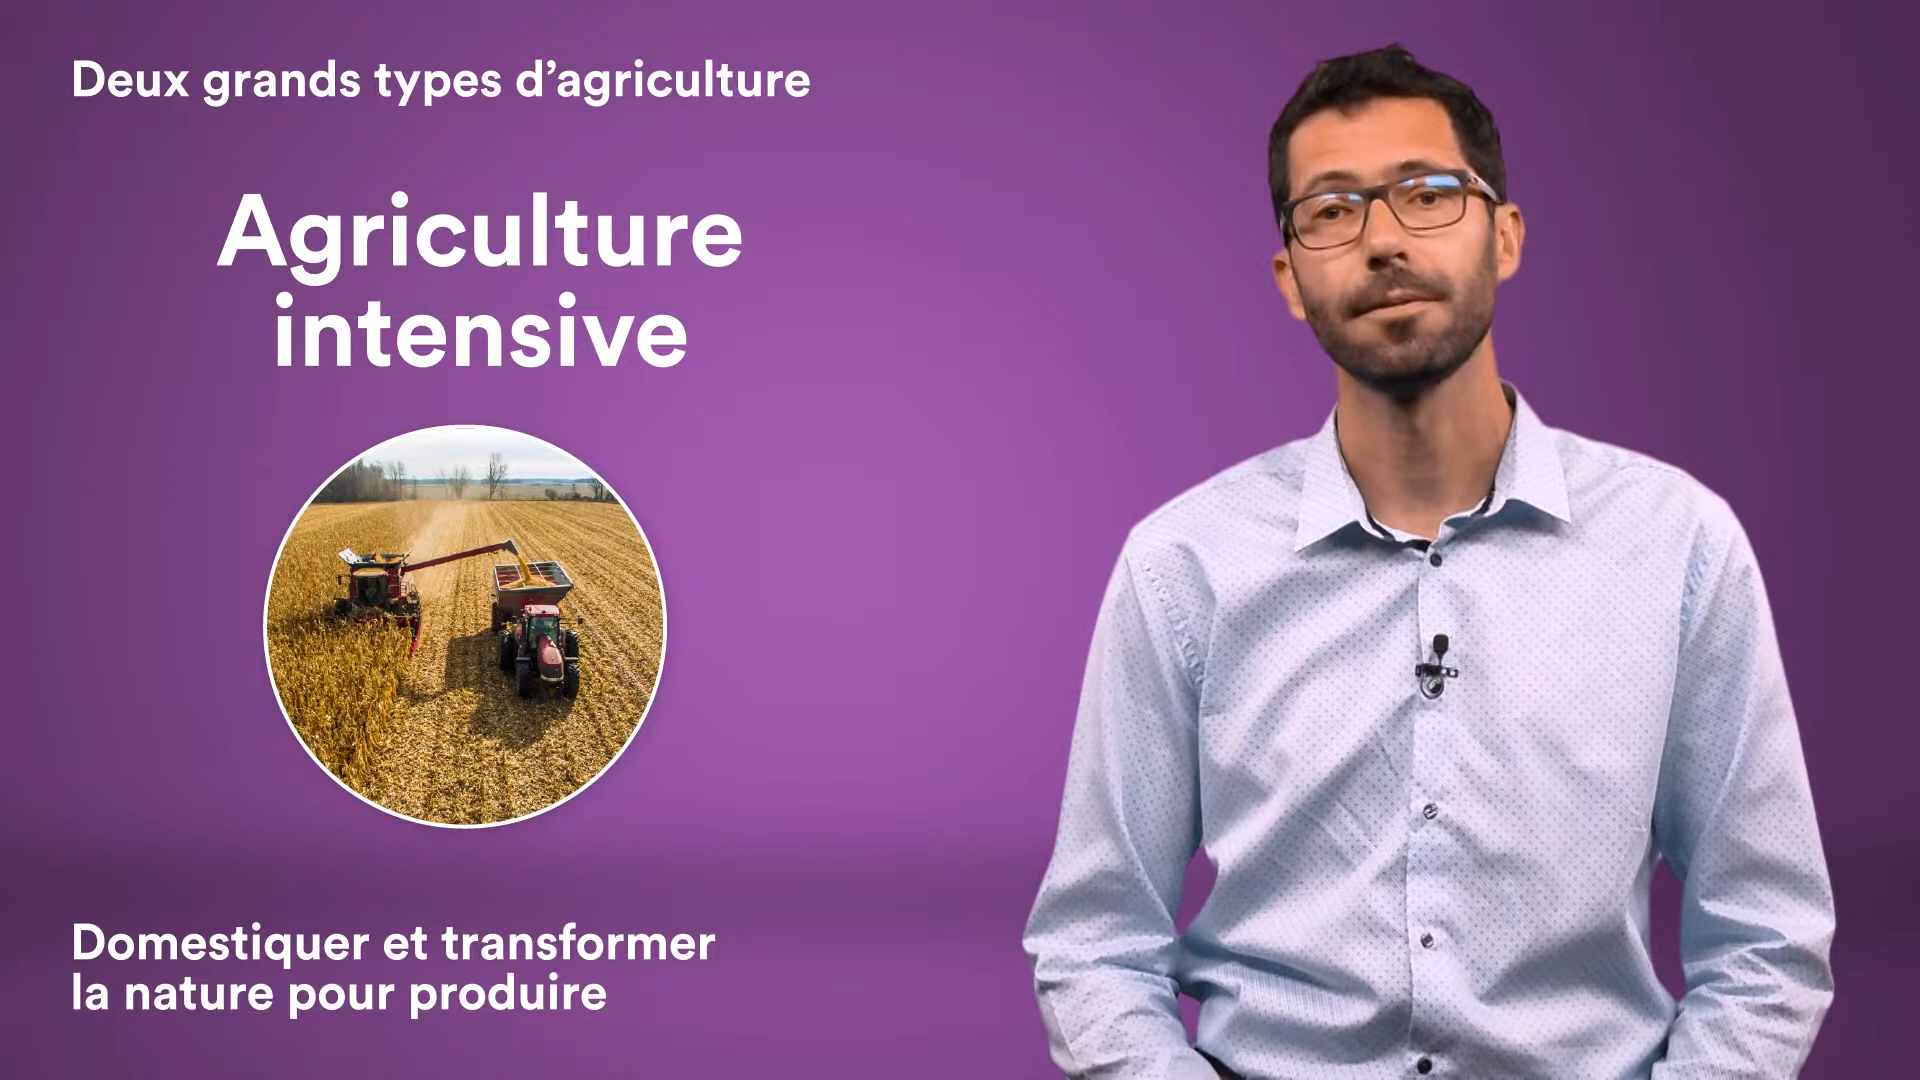 Deux grands types d’agriculture
Agriculture
intensive
Domestiquer et transformer
la nature pour produire